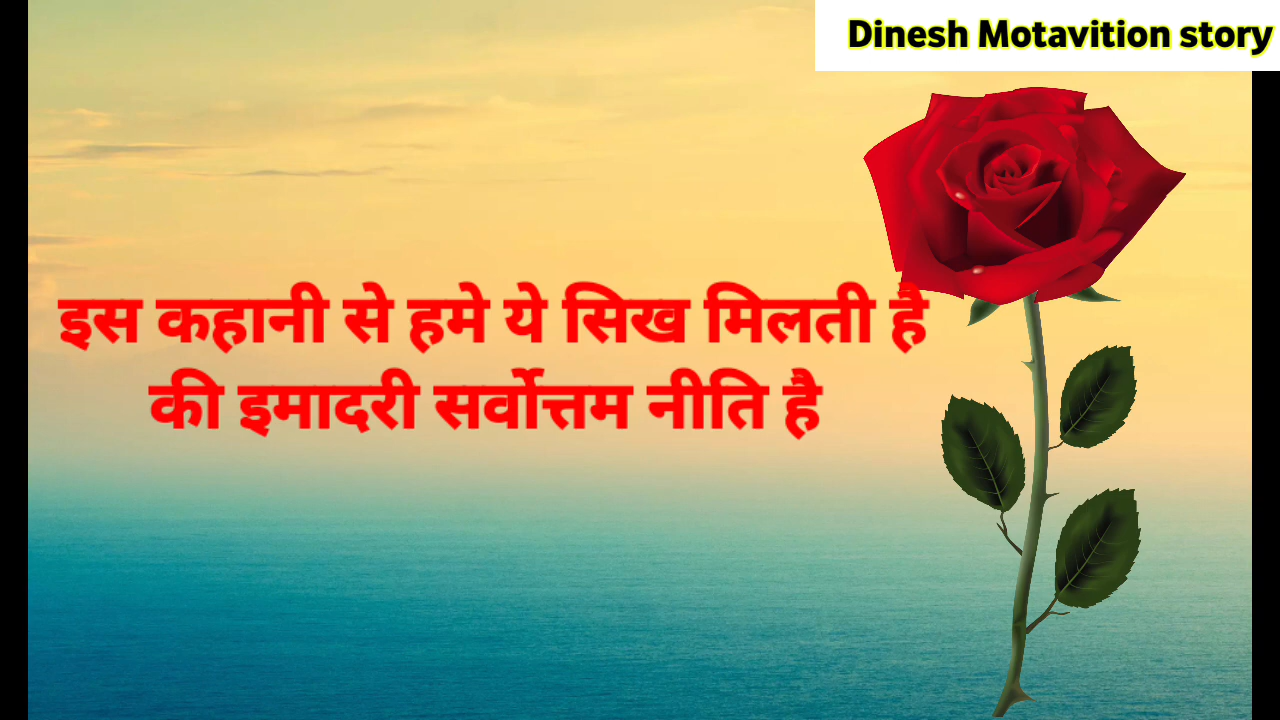 Dinesh Motavition story
इस कहानी से हमे ये सिख मिलती है
की इमादरी सर्वोत्तम नीति है